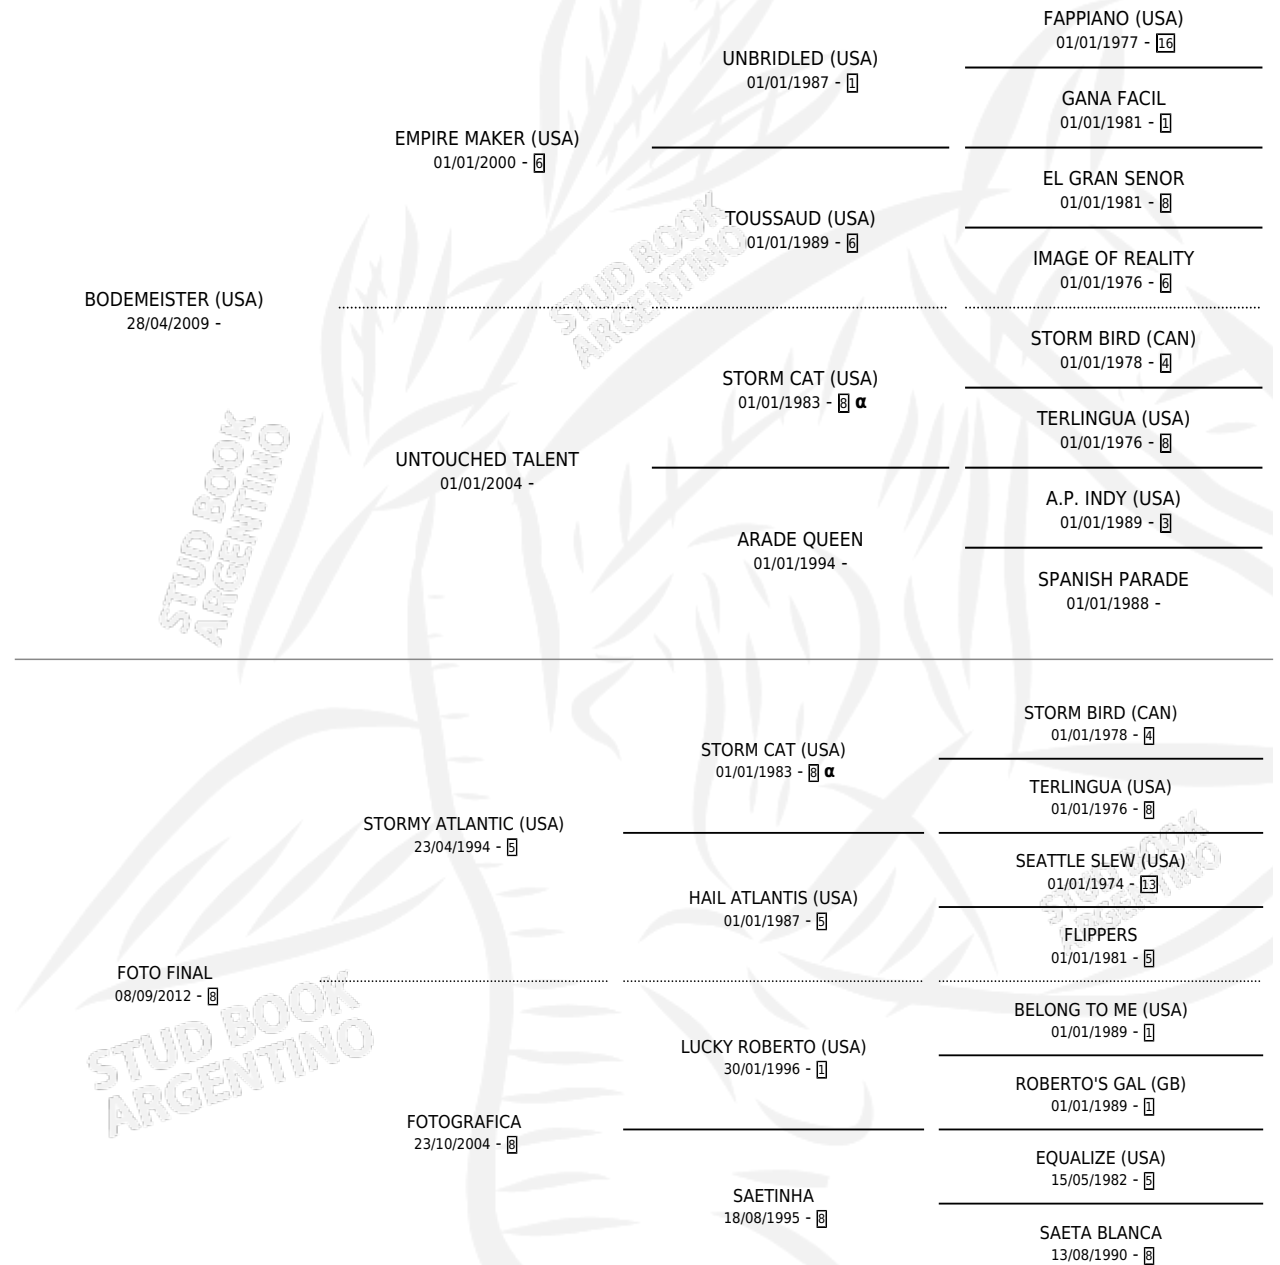 FAPPIANO (USA)
01/01/1977 - 16
UNBRIDLED (USA)
01/01/1987 - 1
GANA FACIL
01/01/1981 - 1
EMPIRE MAKER (USA)
01/01/2000 - 6
EL GRAN SENOR
01/01/1981 - 8
TOUSSAUD (USA)
01/01/1989 - 6
IMAGE OF REALITY
01/01/1976 - 6
BODEMEISTER (USA)
28/04/2009 -
STORM BIRD (CAN)
01/01/1978 - 4
STORM CAT (USA)
01/01/1983 - 8 α
TERLINGUA (USA)
01/01/1976 - 8
UNTOUCHED TALENT
01/01/2004 -
A.P. INDY (USA)
01/01/1989 - 3
ARADE QUEEN
01/01/1994 -
SPANISH PARADE
01/01/1988 -
STORM BIRD (CAN)
01/01/1978 - 4
STORM CAT (USA)
01/01/1983 - 8 α
TERLINGUA (USA)
01/01/1976 - 8
STORMY ATLANTIC (USA)
23/04/1994 - 5
SEATTLE SLEW (USA)
01/01/1974 - 13
HAIL ATLANTIS (USA)
01/01/1987 - 5
FLIPPERS
01/01/1981 - 5
FOTO FINAL
08/09/2012 - 8
BELONG TO ME (USA)
01/01/1989 - 1
LUCKY ROBERTO (USA)
30/01/1996 - 1
ROBERTO'S GAL (GB)
01/01/1989 - 1
FOTOGRAFICA
23/10/2004 - 8
EQUALIZE (USA)
15/05/1982 - 5
SAETINHA
18/08/1995 - 8
SAETA BLANCA
13/08/1990 - 8
STUD BOOK
ARGENTINO
STUD BOOK
ARGENTINO
STUD BOOK
ARGENTINO
STUD BOOK
ARGENTINO